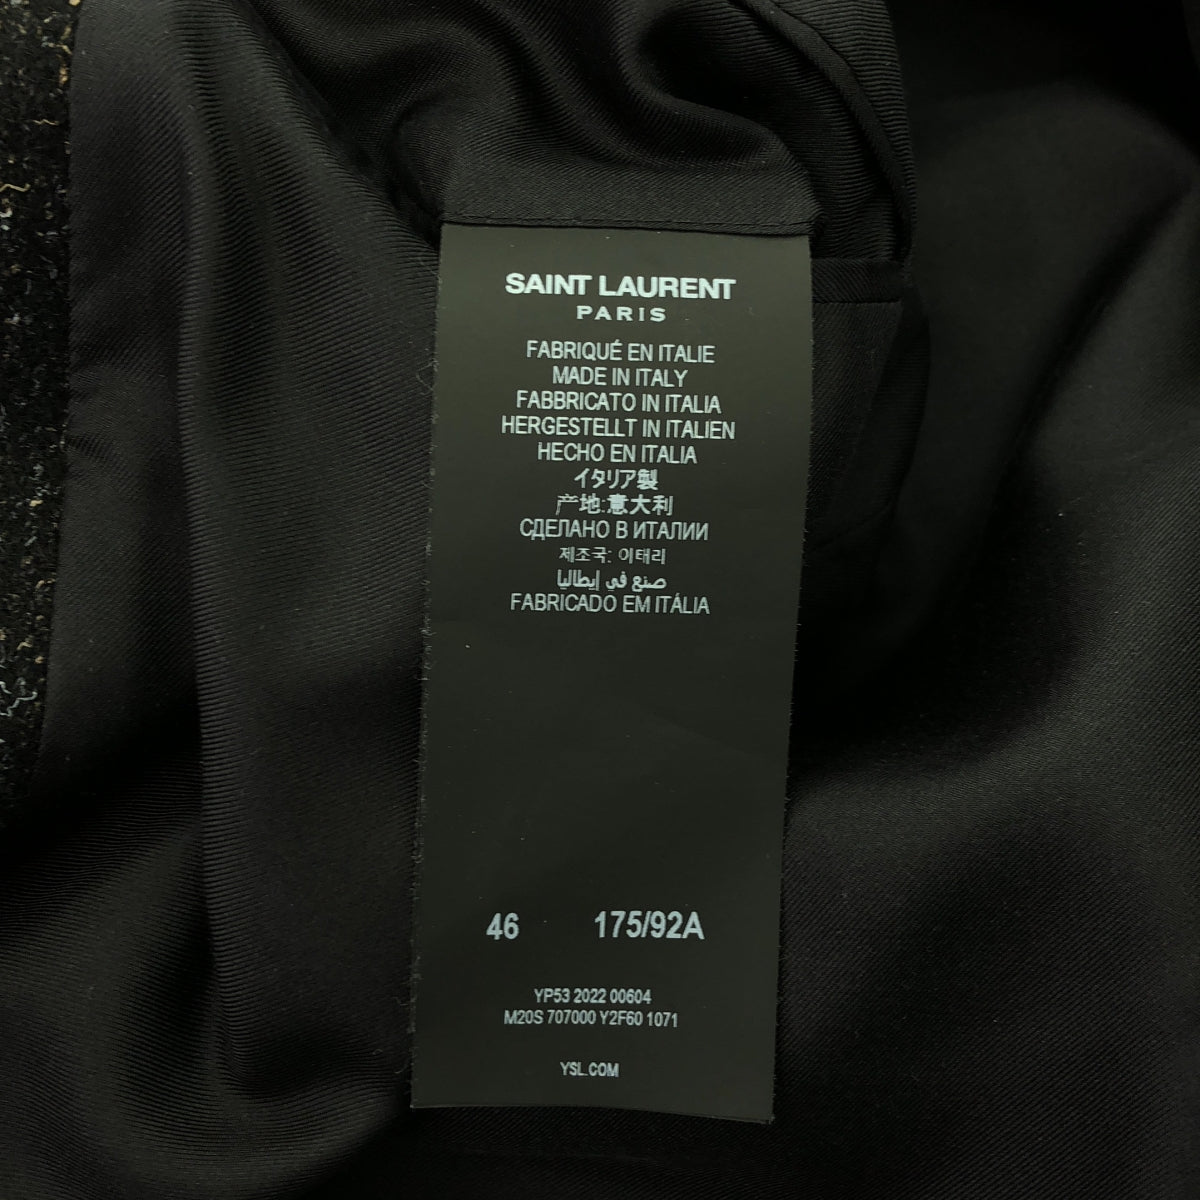 SAINT LAURENT
PARIS
FABRIQUÉ EN ITALIE
MADE IN ITALY
FABBRICATO IN ITALIA
HERGESTELLT IN ITALIEN
HECHO EN ITALIA
イタリア製
产地:意大利
СДЕЛАНО В ИТАЛИИ
제조국: 이태리
صنع في إيطاليا
FABRICADO EM ITÁLIA
46 175/92A
YP53 2022 00604
M20S 707000 Y2F60 1071
YSL.COM